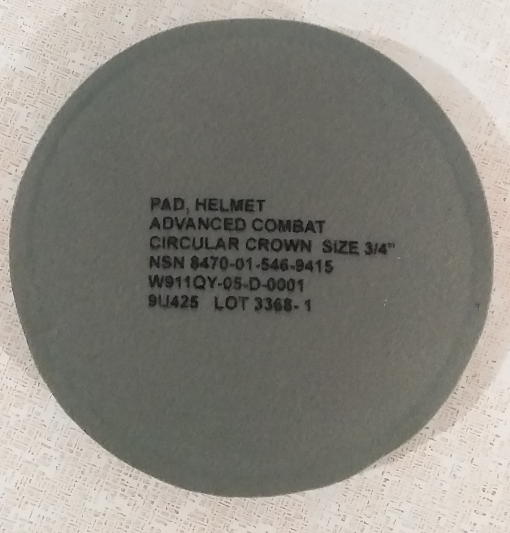 PAD, HELMET
ADVANCED COMBAT
CIRCULAR CROWN SIZE 3/4"
NSN 8470-01-546-9415
W911QY-05-D-0001
9U425 LOT 3368-1